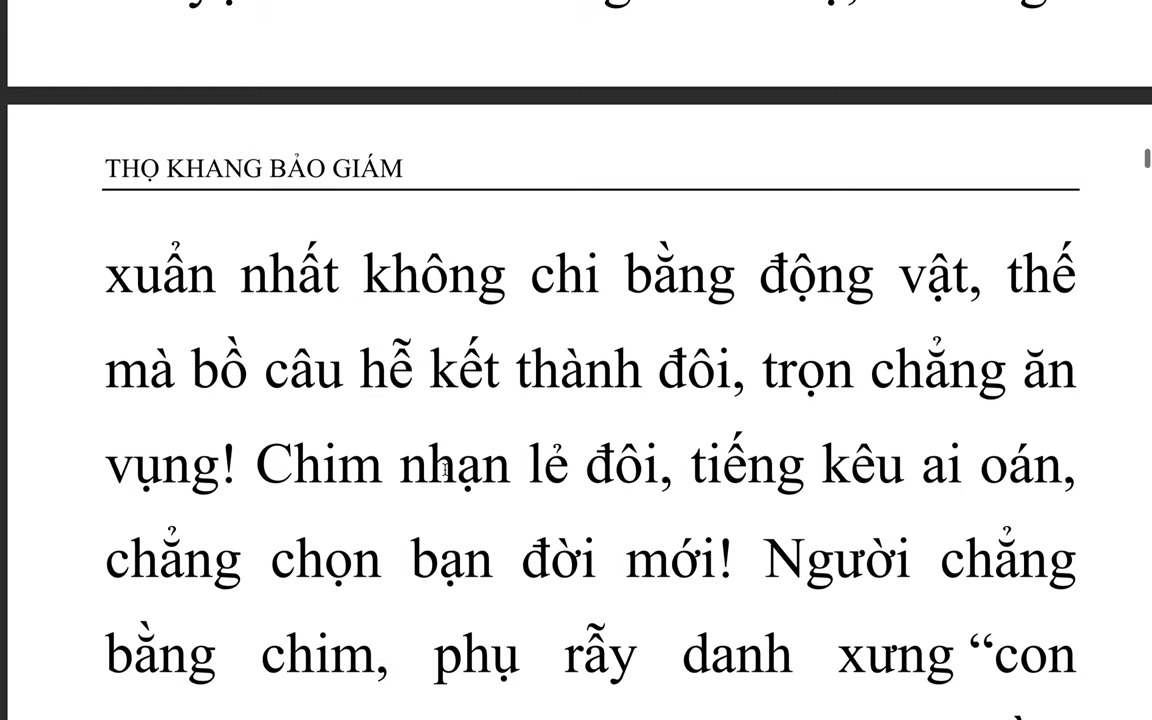 THỌ KHANG BẢO GIÁM
xuẩn nhất không chi bằng động vật, thế
mà bồ câu hễ kết thành đôi, trọn chẳng ăn
vụng! Chim nhạn lẻ đôi, tiếng kêu ai oán,
chẳng chọn bạn đời mới! Người chẳng
bằng chim, phụ rẫy danh xưng “con